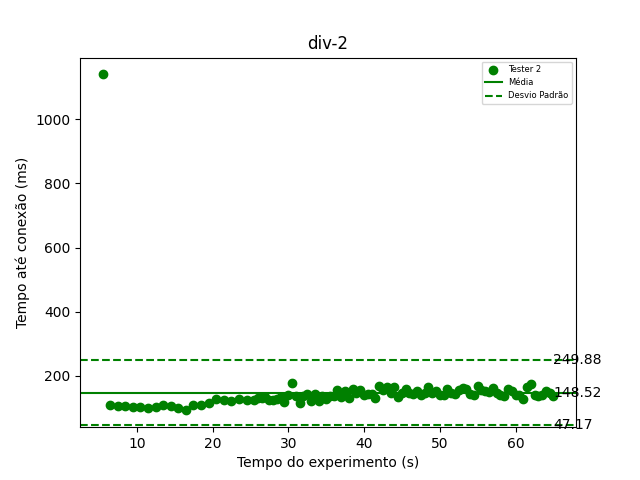 div-2
Tester 2
Média
Desvio Padrão
Tempo até conexão (ms)
1000
800
600
400
200
249.88
148.52
47.17
10
20
30
40
50
60
Tempo do experimento (s)